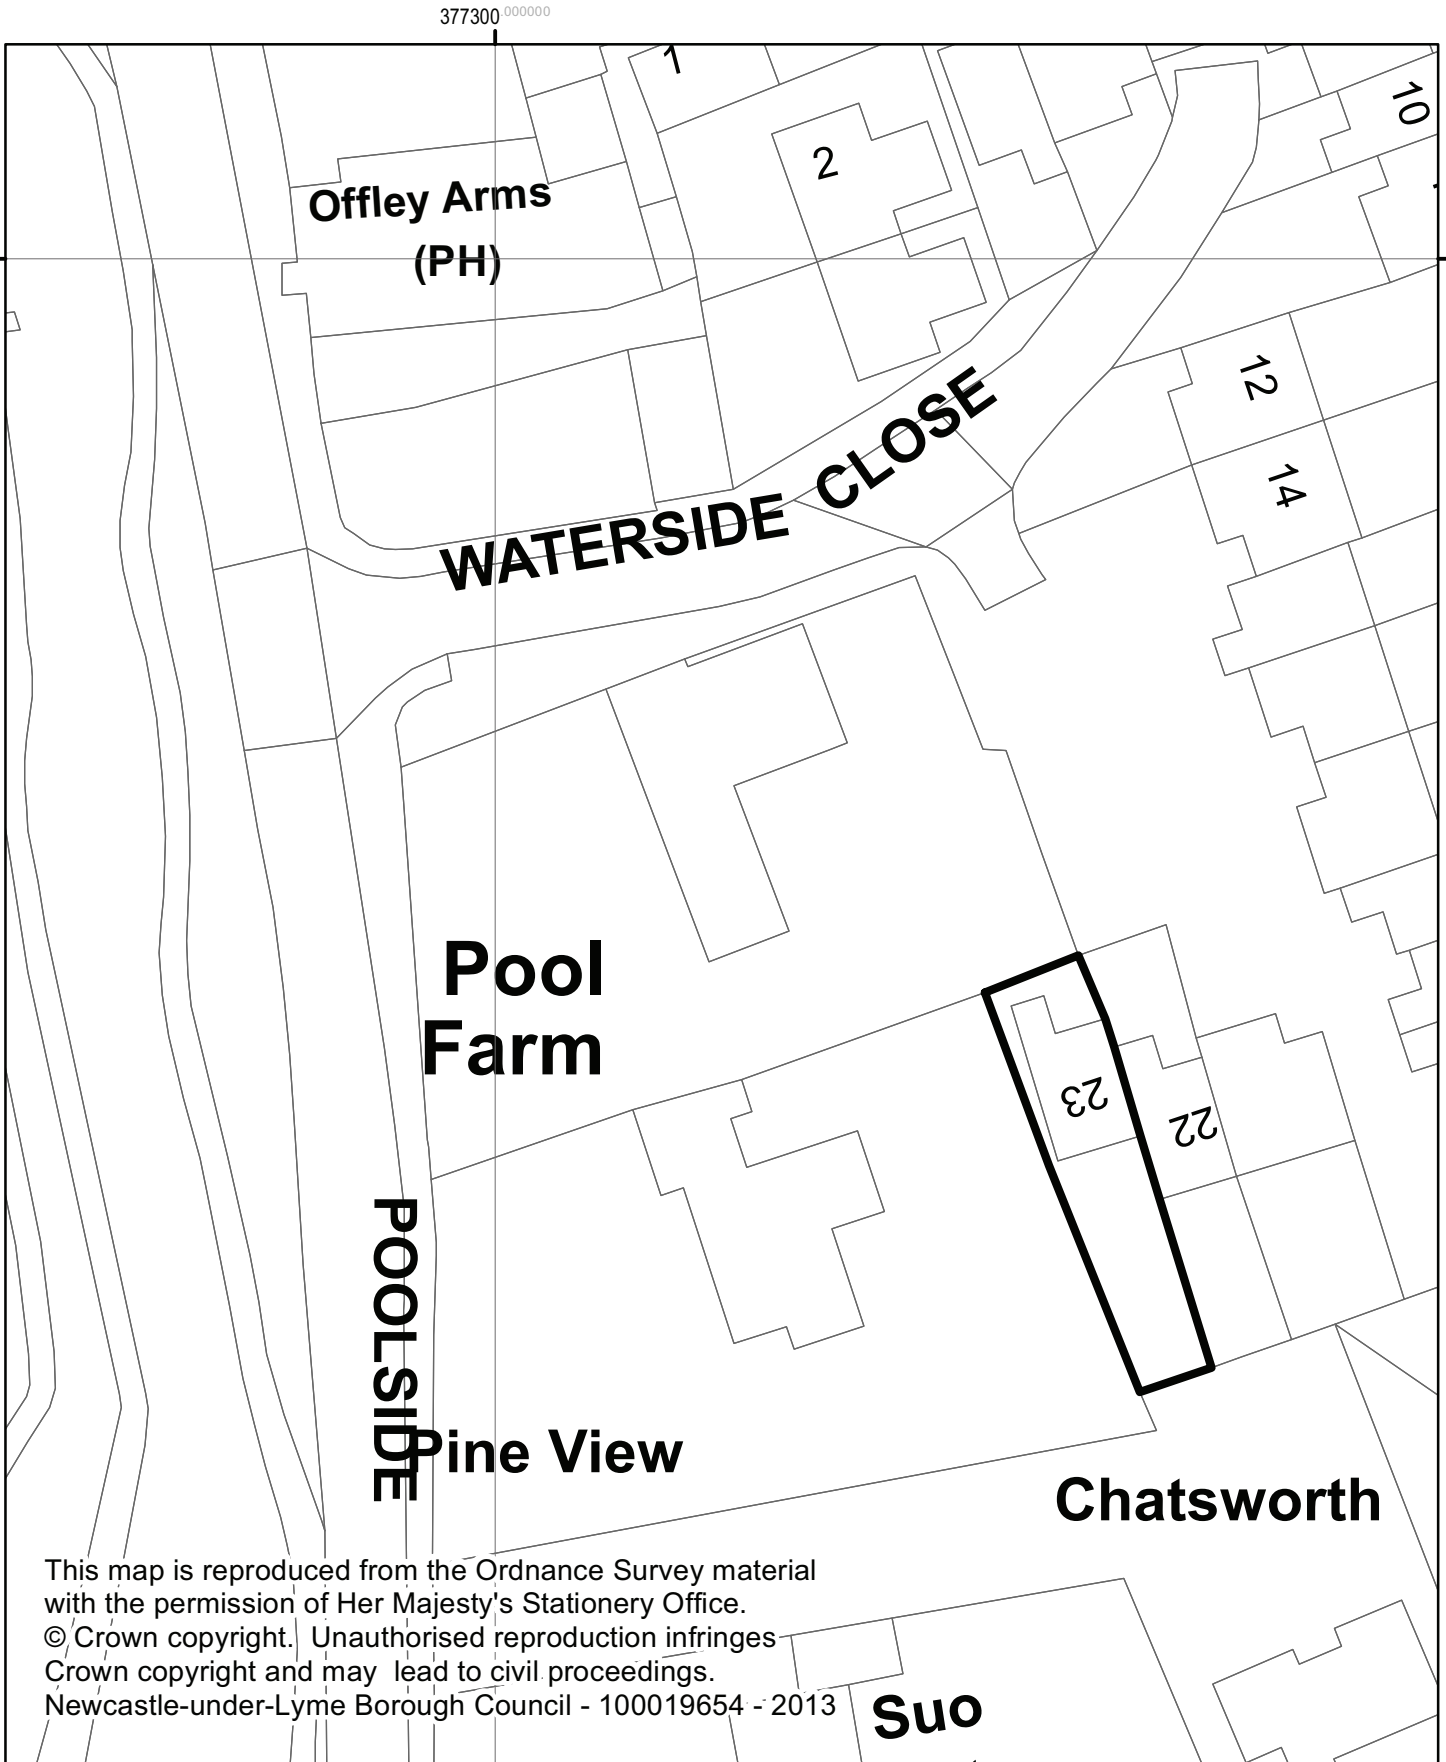 377300.000000
1
2
10
Offley Arms
(PH)
12
14
WATERSIDE CLOSE
Pool
Farm
23
22
POOLSIDE
Pine View
Chatsworth
This map is reproduced from the Ordnance Survey material
with the permission of Her Majesty's Stationery Office.
© Crown copyright. Unauthorised reproduction infringes
Crown copyright and may lead to civil proceedings.
Newcastle-under-Lyme Borough Council - 100019654 - 2013
Suo